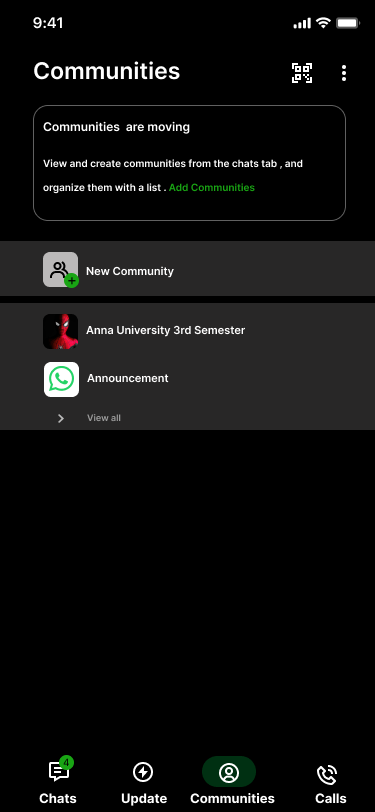 9:41
Communities
Communities are moving
View and create communities from the chats tab , and
organize them with a list . Add Communities
New Community
Anna University 3rd Semester
Announcement
View all
4
Chats
Update
Communities
Calls